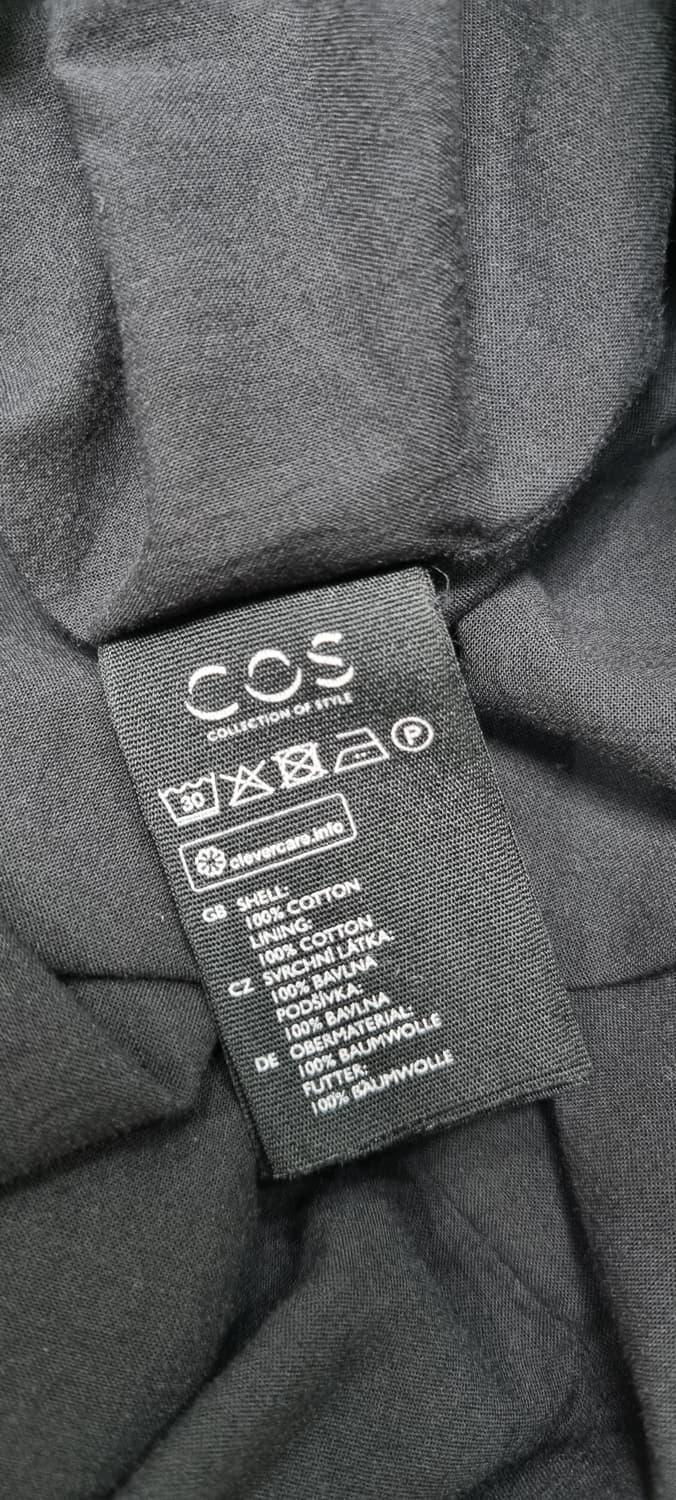 COS
COLLECTION OF STYLE
30 P
clevercare.info
GB SHELL:
100% COTTON
LINING:
100% COTTON
CZ SVRCHNÍ LÁTKA:
100% BAVLNA
PODŠÍVKA:
100% BAVLNA
DE OBERMATERIAL:
100% BAUMWOLLE
FUTTER:
100% BAUMWOLLE